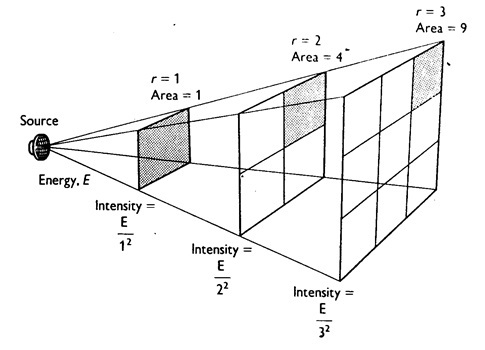 r = 3
Area = 9
r = 2
Area = 4
r = 1
Area = 1
Source
Energy, E
Intensity =
E
1²
Intensity =
E
2²
Intensity =
E
3²